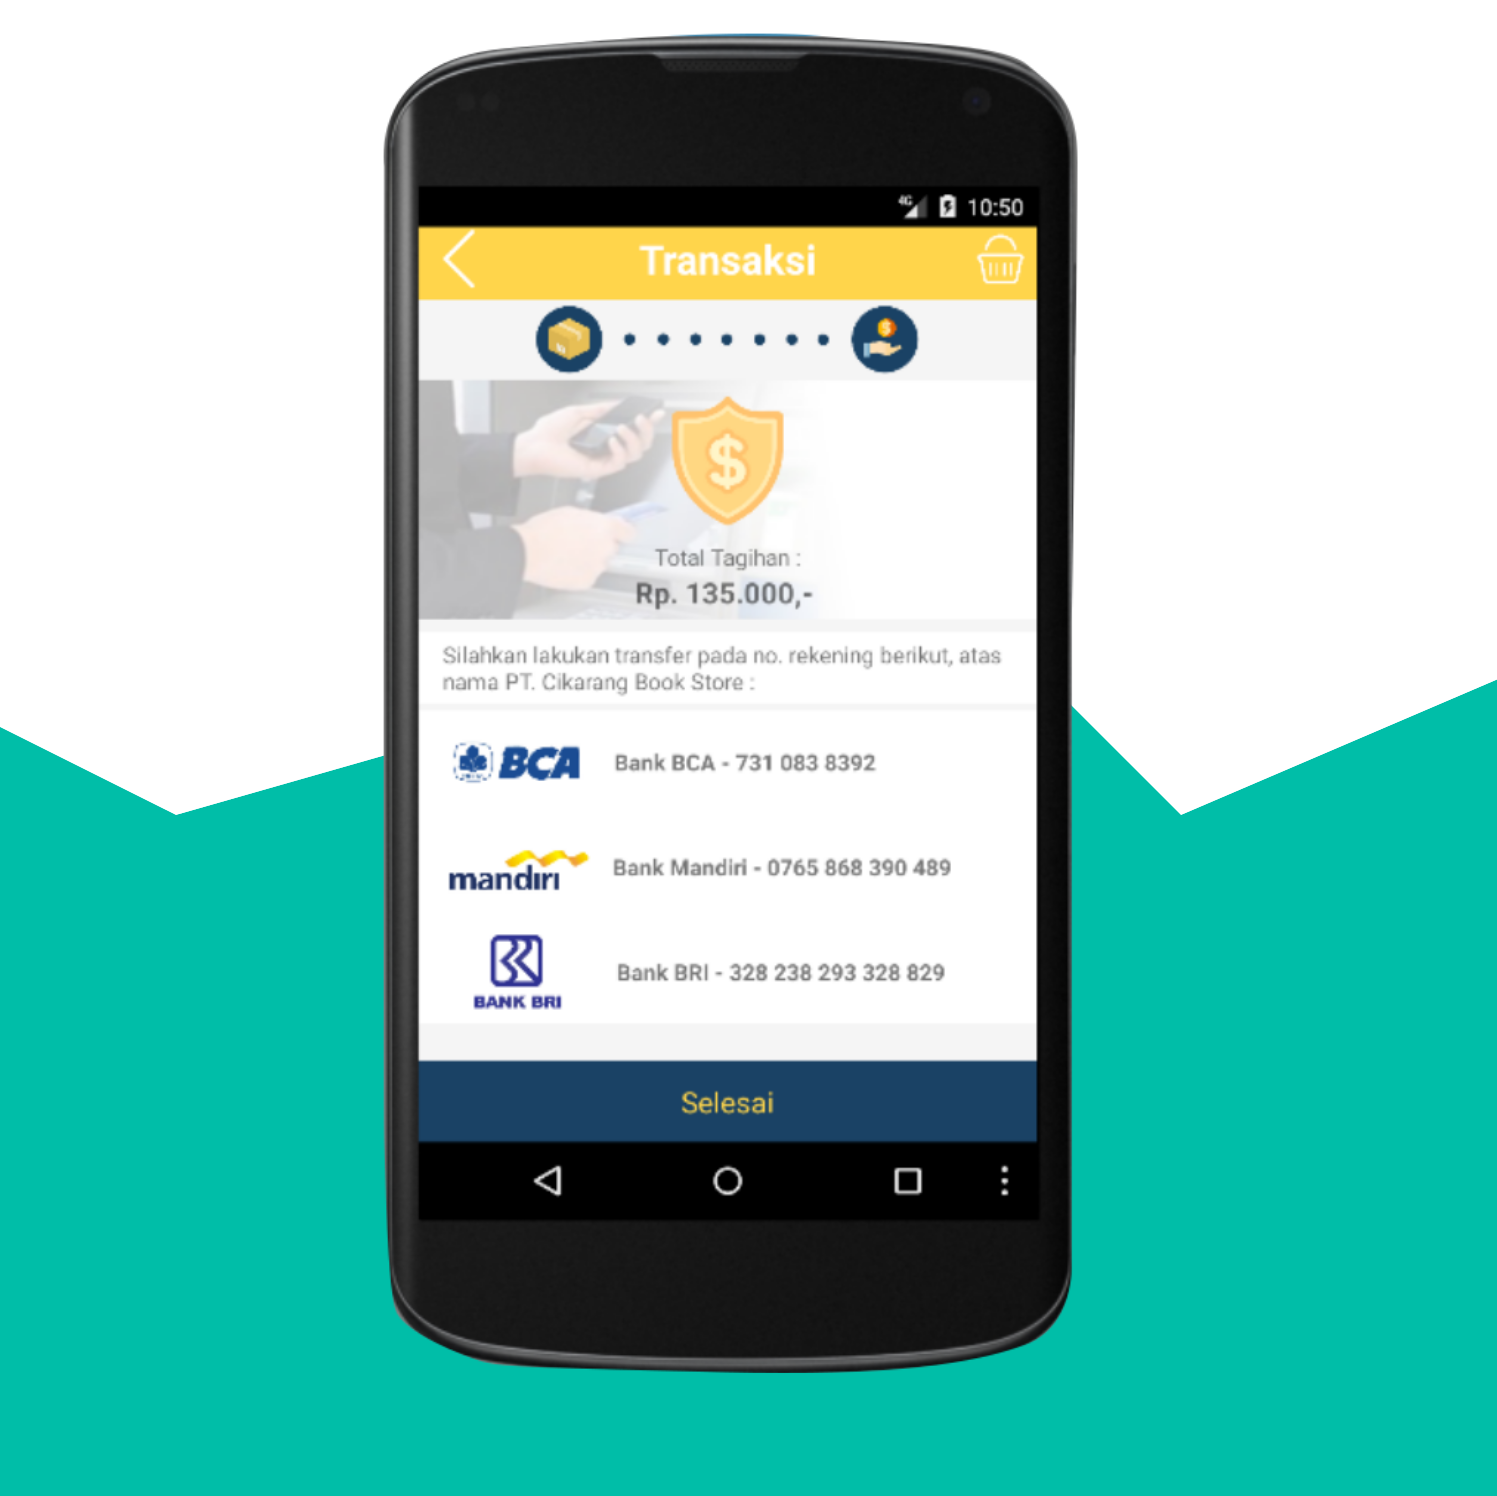 4G 10:50
Transaksi
Total Tagihan :
Rp. 135.000,-
Silahkan lakukan transfer pada no. rekening berikut, atas
nama PT. Cikarang Book Store :
BCA Bank BCA - 731 083 8392
mandiri Bank Mandiri - 0765 868 390 489
Bank BRI - 328 238 293 328 829
BANK BRI
Selesai